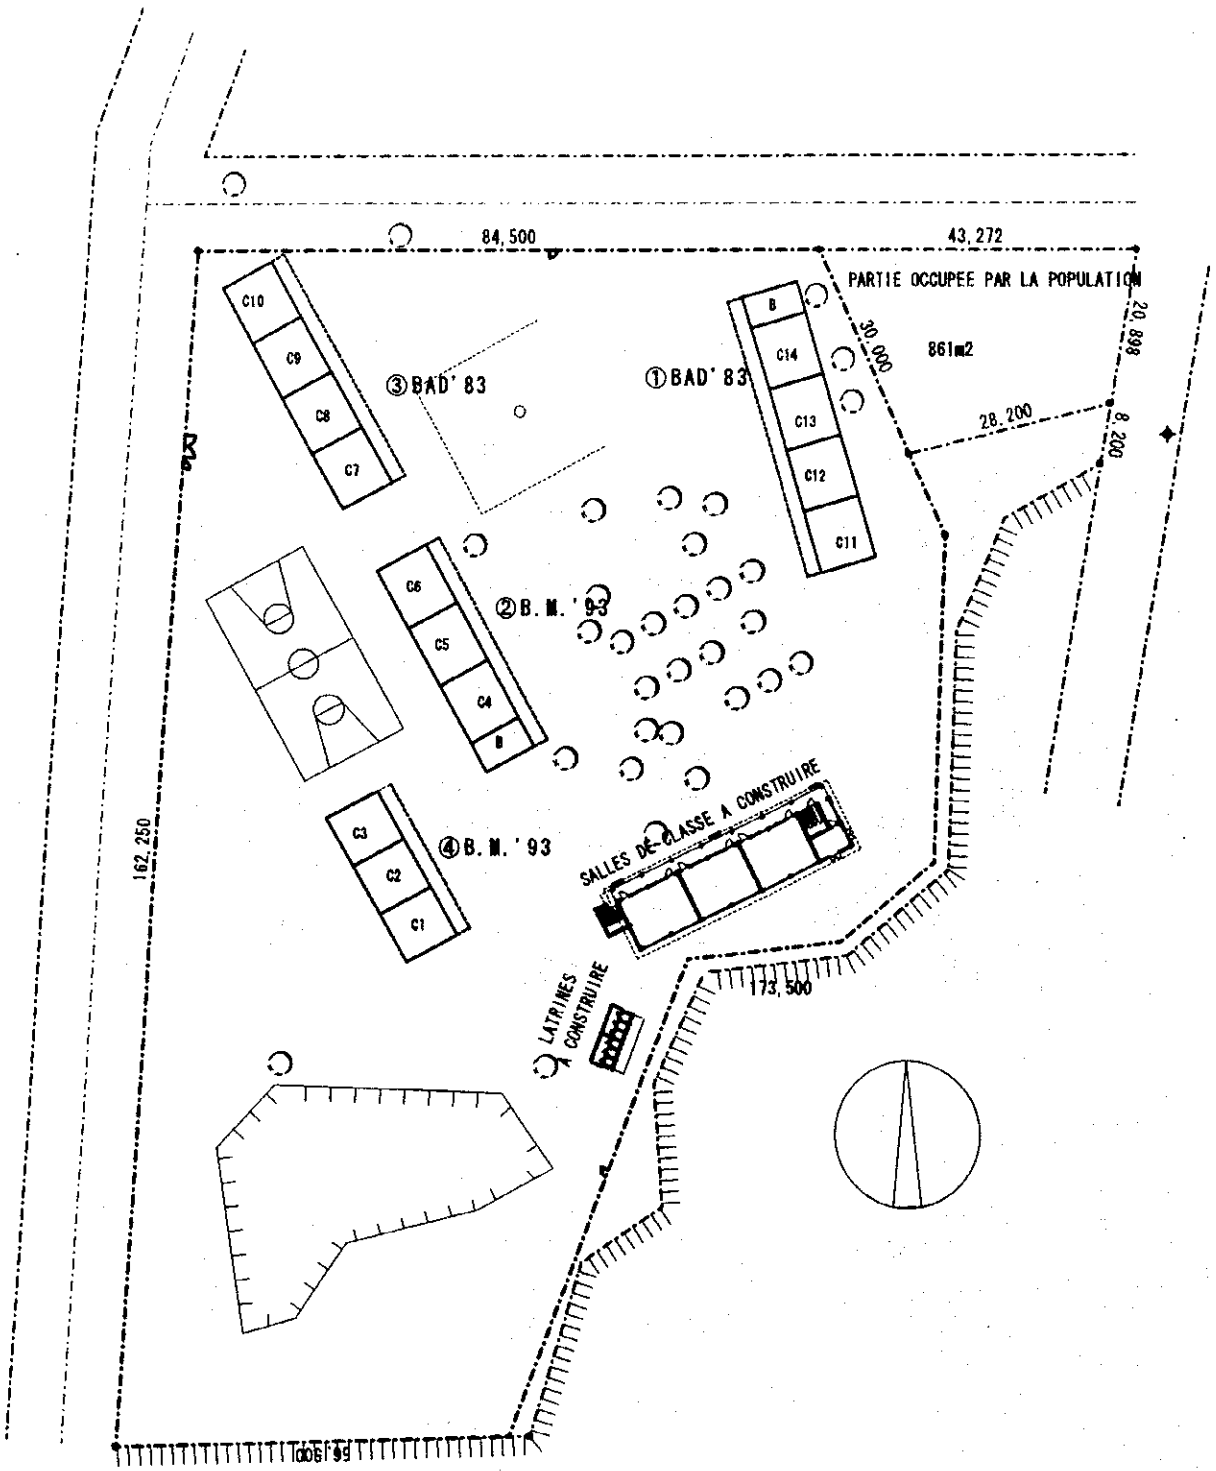 84,500
43,272
PARTIE OCCUPEE PAR LA POPULATION
20,898
30,000
861m2
C10
C9
C8
C7
③BAD'83
①BAD'83
B
C14
C13
C12
C11
28,200
8,200
C6
C5
C4
B
②B.M.'93
C3
C2
C1
④B.M.'93
162,250
SALLES DE CLASSE A CONSTRUIRE
LATRINES
A CONSTRUIRE
173,500
56,900